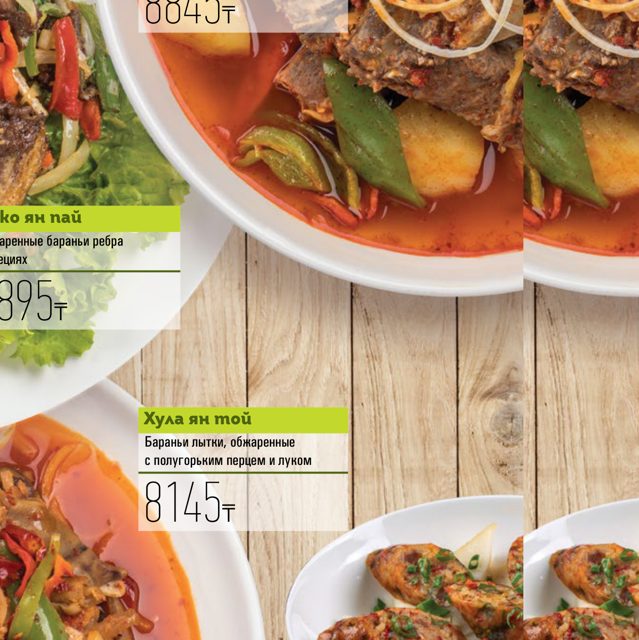 8845₸
ко ян пай
аренные бараньи ребра
ециях
895₸
Хула ян той
Бараньи лытки, обжаренные
с полугорьким перцем и луком
8145₸